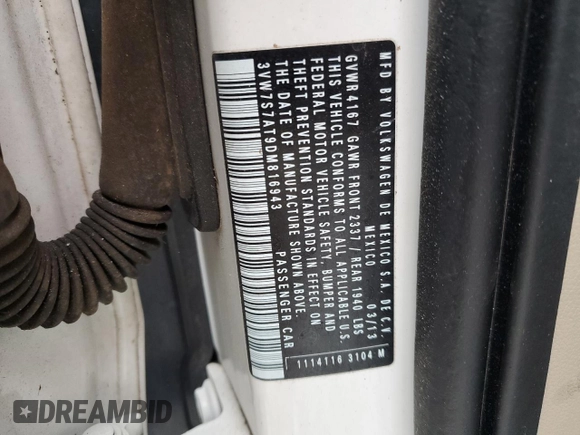 MFD BY VOLKSWAGEN DE MEXICO S.A. DE C.V.
MEXICO 03/13
GVWR 4167 GAWR FRONT 2337 / REAR 1940 LBS
THIS VEHICLE CONFORMS TO ALL APPLICABLE U.S.
FEDERAL MOTOR VEHICLE SAFETY, BUMPER AND
THEFT PREVENTION STANDARDS IN EFFECT ON
THE DATE OF MANUFACTURE SHOWN ABOVE.
3VW7S7AT9DM816943 PASSENGER CAR
1114116 3104 M
DREAMBID